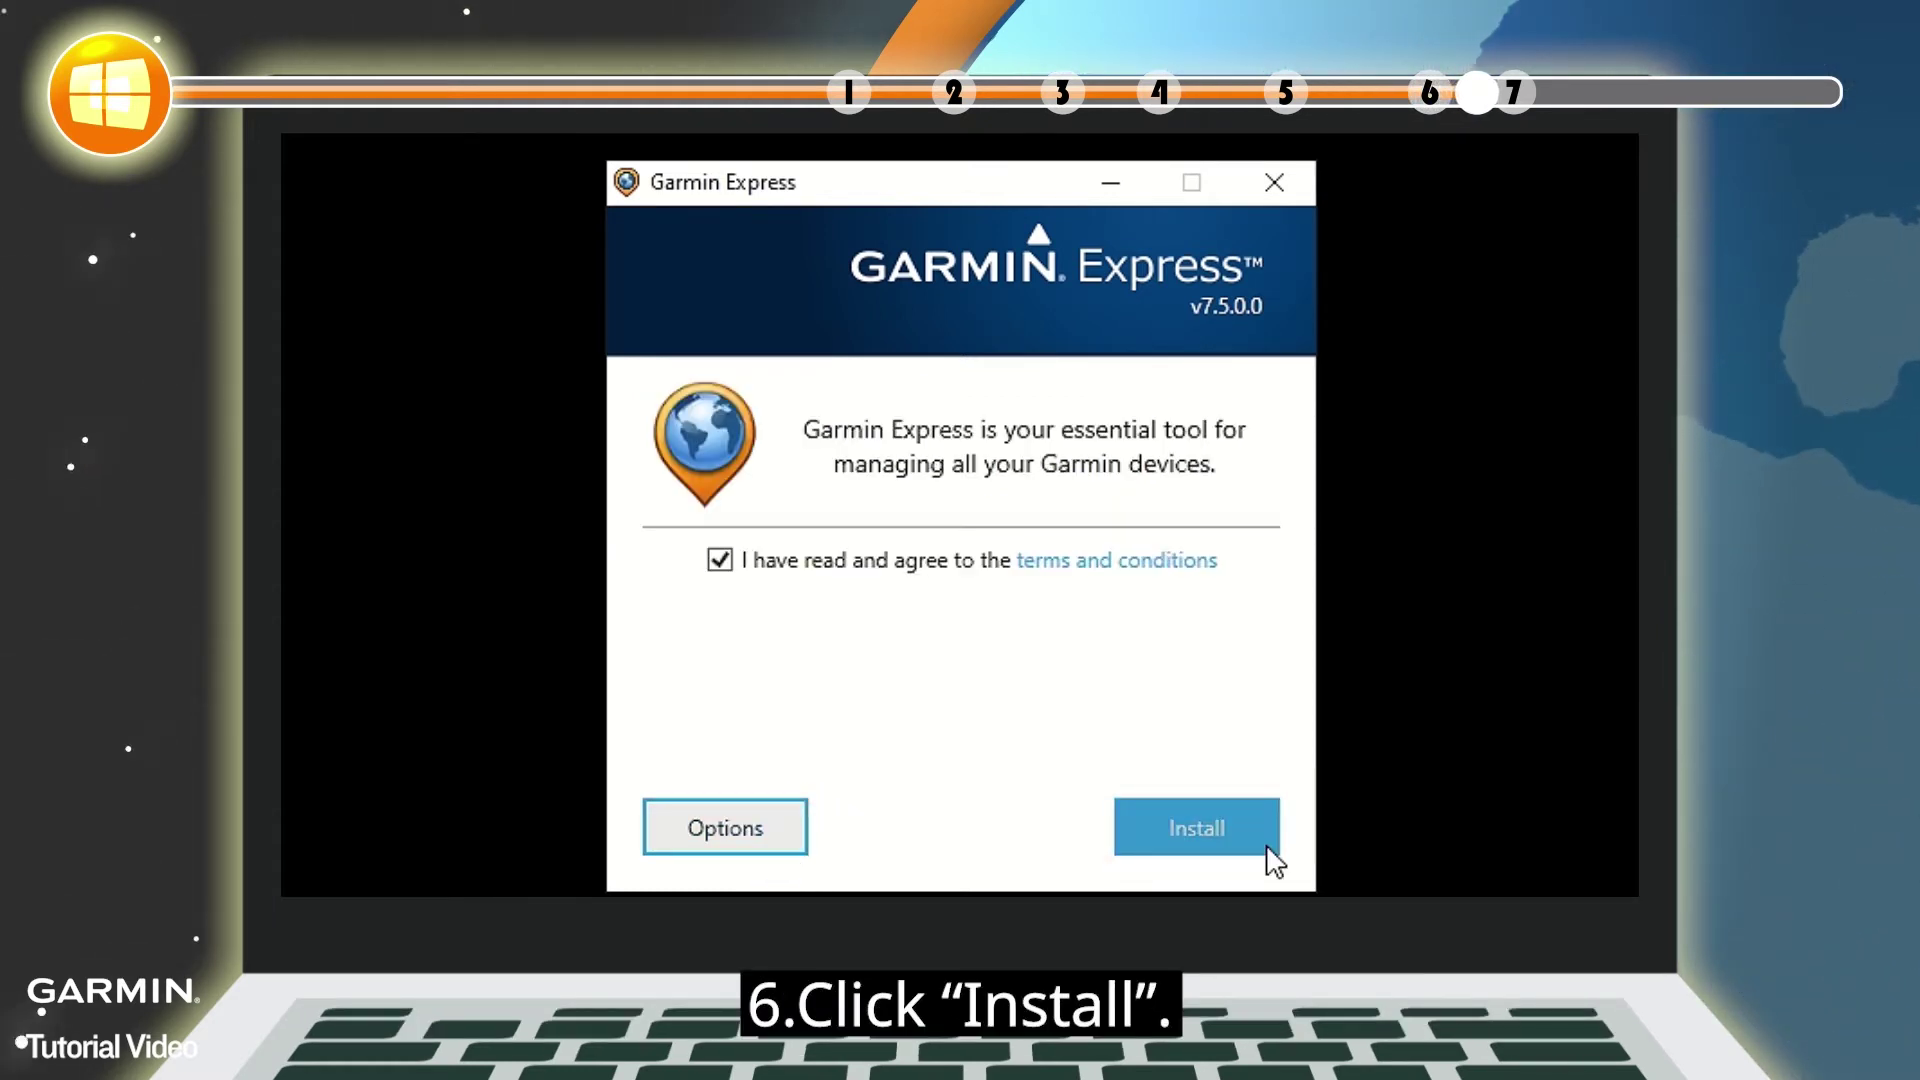 1 2 3 4 5 6 7
Garmin Express
GARMIN® Express™
v7.5.0.0
Garmin Express is your essential tool for
managing all your Garmin devices.
I have read and agree to the terms and conditions
Options
Install
GARMIN®
Tutorial Video
6.Click “Install”.